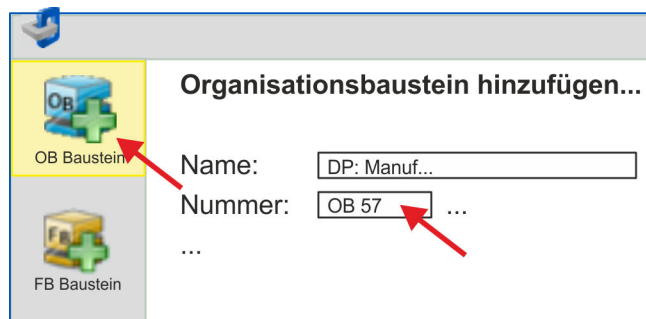 Organisationsbaustein hinzufügen...
OB
OB Baustein
Name: DP: Manuf...
Nummer: OB 57 ...
...
FB
FB Baustein